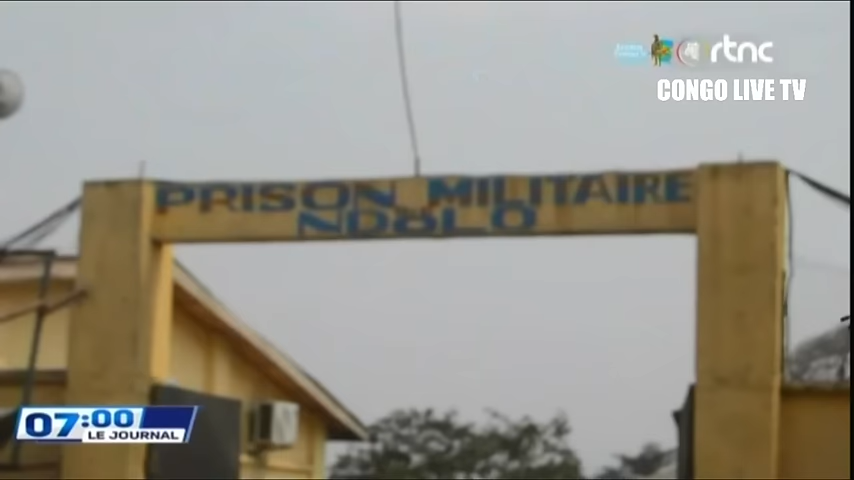 rtnc
CONGO LIVE TV
PRISON MILITAIRE
NDOLO
07:00
LE JOURNAL